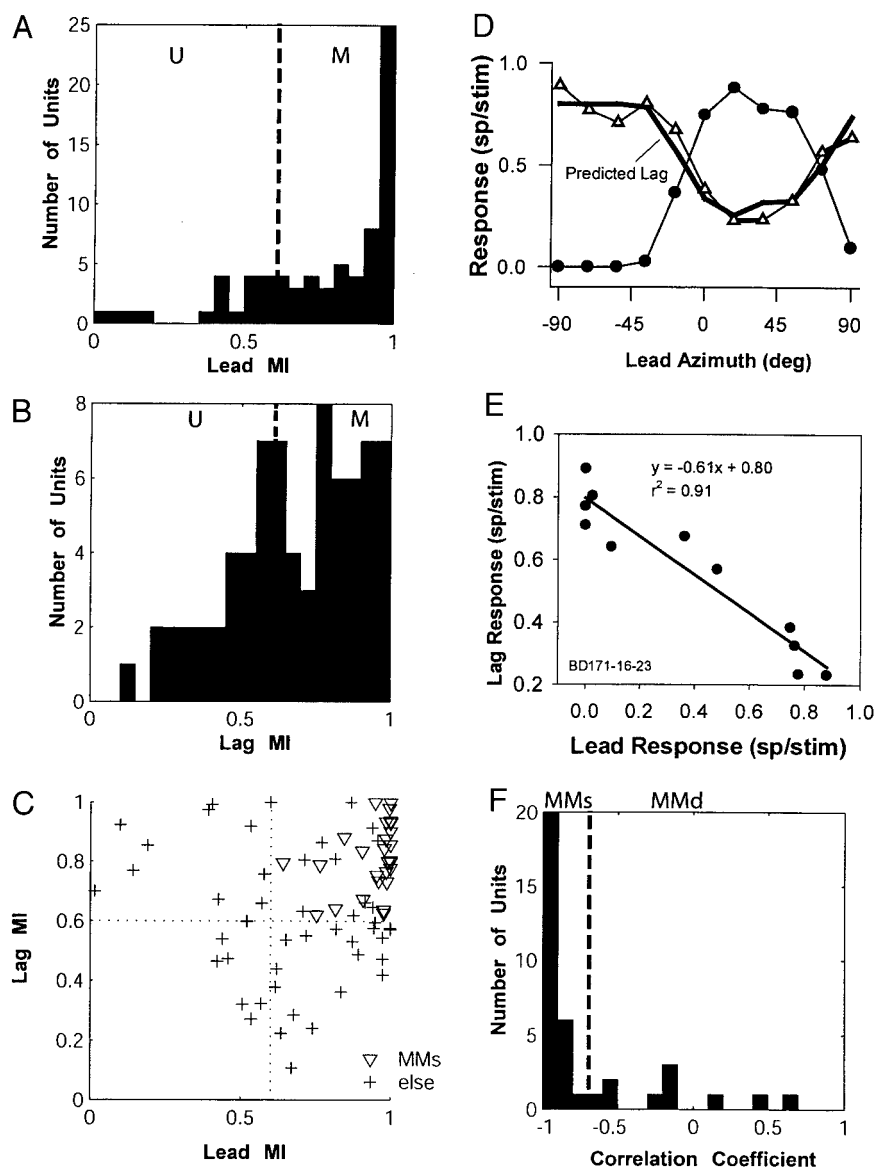 A
25
20
15
10
5
0
Number of Units
U
M
0
0.5
1
Lead MI
B
8
6
4
2
0
Number of Units
U
M
0
0.5
1
Lag MI
C
1
0.8
0.6
0.4
0.2
0
Lag MI
MMs
else
0
0.5
1
Lead MI
D
1.0
0.5
0.0
Response (sp/stim)
Predicted Lag
-90
-45
0
45
90
Lead Azimuth (deg)
E
1.0
0.8
0.6
0.4
0.2
Lag Response (sp/stim)
y = -0.61x + 0.80
r² = 0.91
BD171-16-23
0.0
0.2
0.4
0.6
0.8
1.0
Lead Response (sp/stim)
F
MMs
MMd
20
15
10
5
0
Number of Units
-1
-0.5
0
0.5
1
Correlation Coefficient